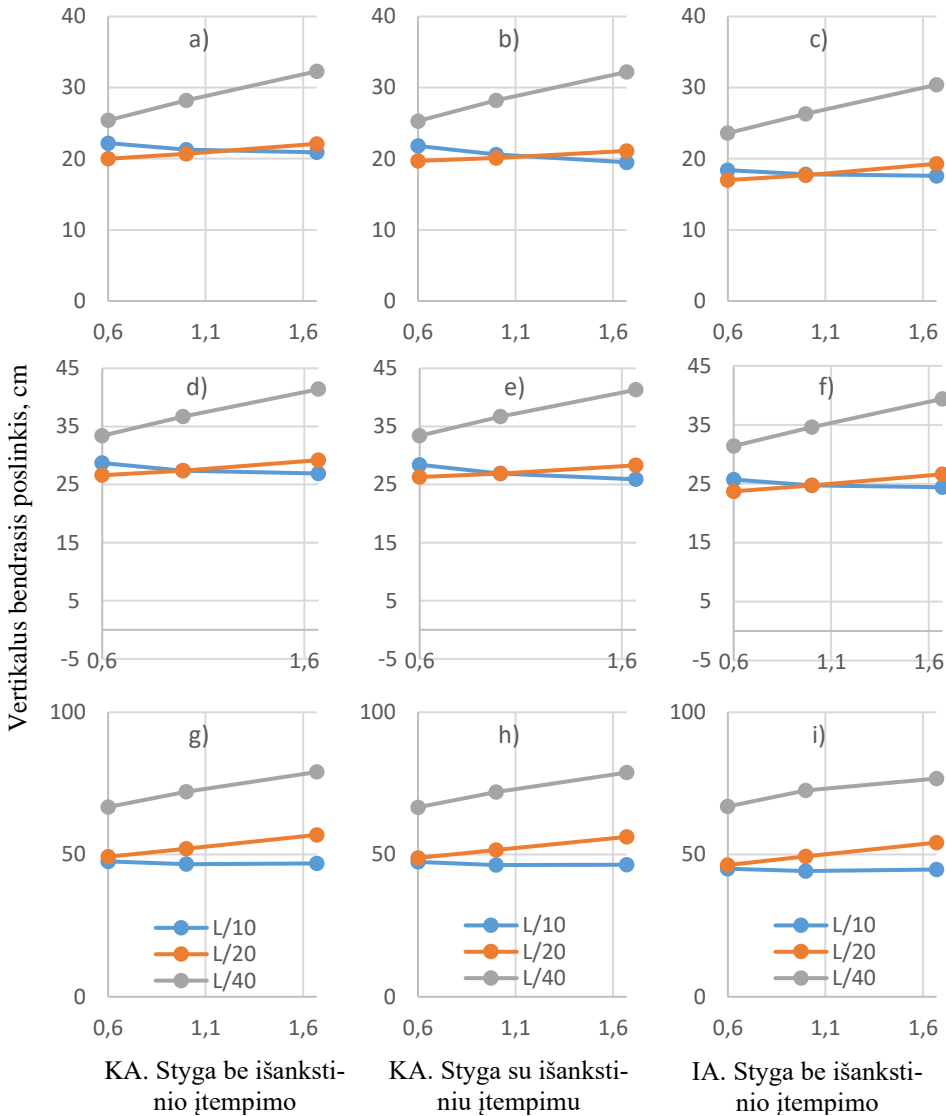 40
30
20
10
0
a)
0,6 1,1 1,6
40
30
20
10
0
b)
0,6 1,1 1,6
40
30
20
10
0
c)
0,6 1,1 1,6
45
35
25
15
5
-5
d)
0,6 1,6
45
35
25
15
5
-5
e)
0,6 1,6
45
35
25
15
5
-5
f)
0,6 1,1 1,6
100
50
0
g)
L/10
L/20
L/40
0,6 1,1 1,6
100
50
0
h)
L/10
L/20
L/40
0,6 1,1 1,6
100
50
0
i)
L/10
L/20
L/40
0,6 1,1 1,6
Vertikalus bendrasis poslinkis, cm
KA. Styga be išanksti-
nio įtempimo
KA. Styga su išanksti-
niu įtempimu
IA. Styga be išanksti-
nio įtempimo